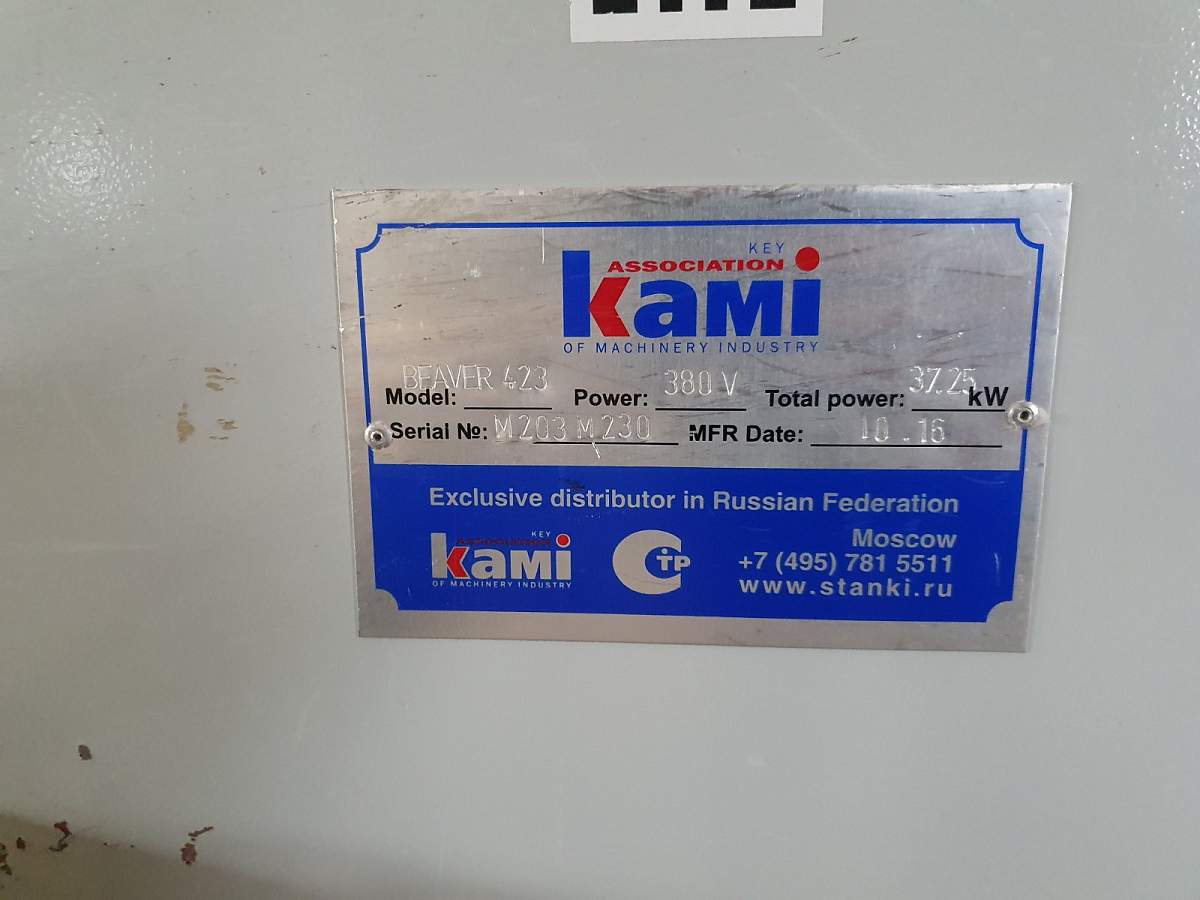 KEY
ASSOCIATION
Kami
OF MACHINERY INDUSTRY
Model: BEAVER 423 Power: 380 V Total power: 37.25 kW
Serial №: M203M230 MFR Date: 10.16
Exclusive distributor in Russian Federation
KEY
ASSOCIATION
Kami
OF MACHINERY INDUSTRY
Moscow
+7 (495) 781 5511
www.stanki.ru